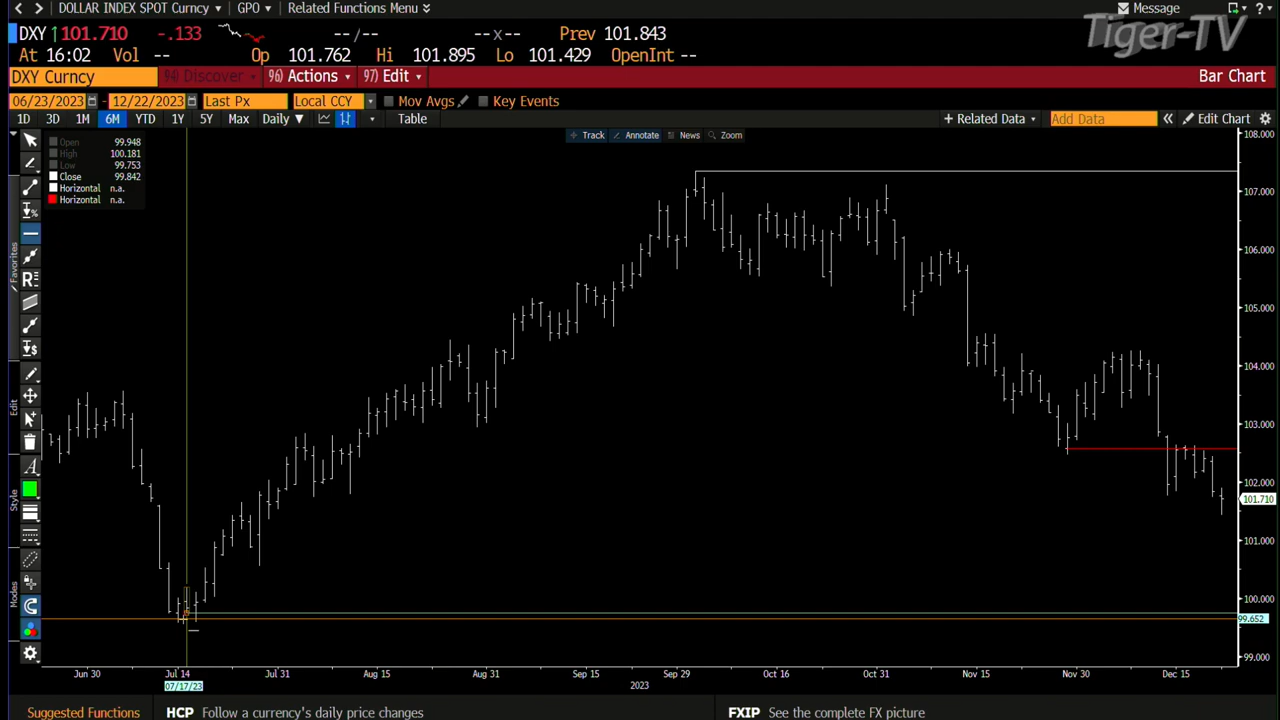 DOLLAR INDEX SPOT Curncy GPO Related Functions Menu Message
DXY 101.710 -.133 --/-- --x-- Prev 101.843
At 16:02 Vol -- Op 101.762 Hi 101.895 Lo 101.429 OpenInt --
Tiger-TV
DXY Curncy 94) Discover 96) Actions 97) Edit Bar Chart
06/23/2023 - 12/22/2023 Last Px Local CCY Mov Avgs Key Events
1D 3D 1M 6M YTD 1Y 5Y Max Daily ▼ Table + Related Data Add Data « Edit Chart
Track Annotate News Zoom
Open 99.948
High 100.181
Low 99.753
Close 99.842
Horizontal n.a.
Horizontal n.a.
108.000
107.000
106.000
105.000
104.000
103.000
102.000
101.710
101.000
100.000
99.652
99.000
Favorites
Edit
Style
Modes
Jun 30 Jul 14 Jul 31 Aug 15 Aug 31 Sep 15 Sep 29 Oct 16 Oct 31 Nov 15 Nov 30 Dec 15
07/17/23
2023
Suggested Functions HCP Follow a currency's daily price changes FXIP See the complete FX picture